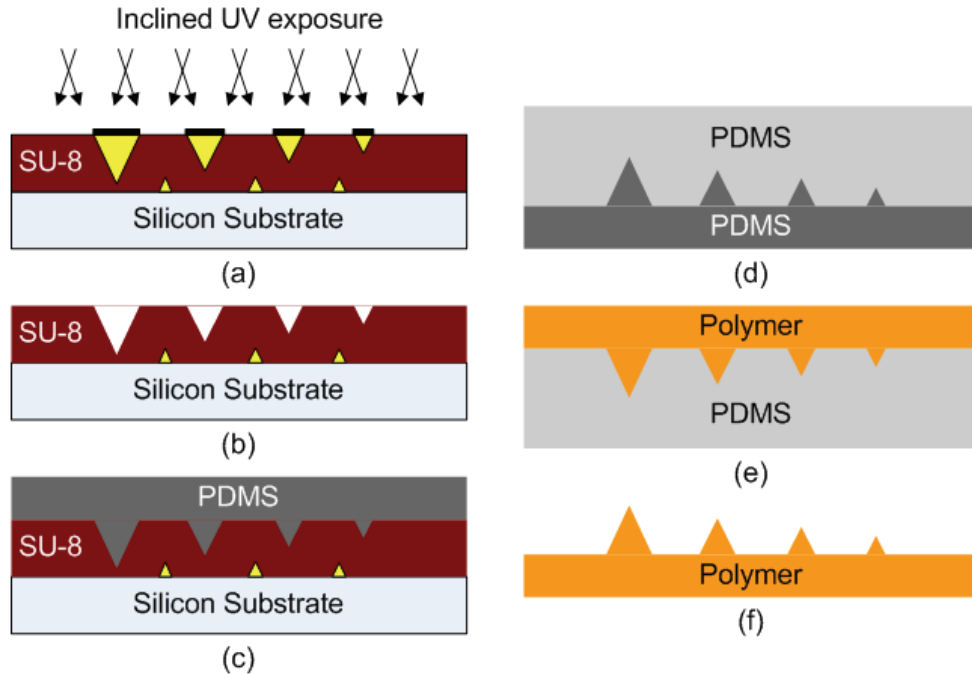 Inclined UV exposure
SU-8
Silicon Substrate
(a)
SU-8
Silicon Substrate
(b)
PDMS
SU-8
Silicon Substrate
(c)
PDMS
PDMS
(d)
Polymer
PDMS
(e)
Polymer
(f)